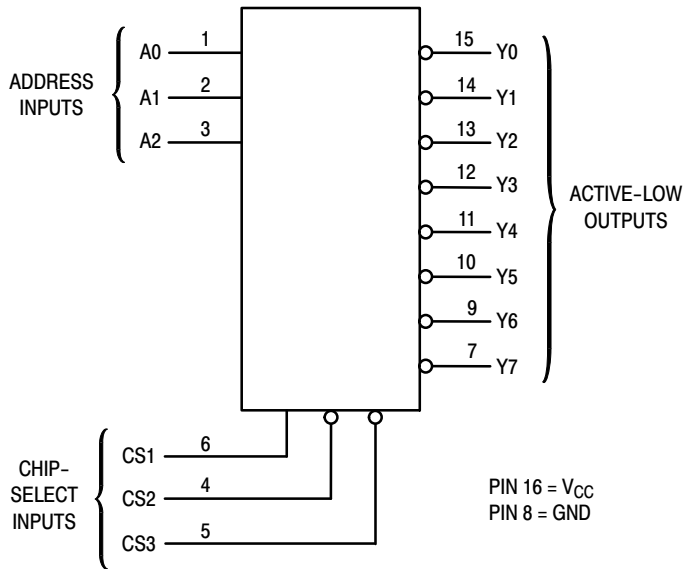 ADDRESS
INPUTS
A0 1
A1 2
A2 3
15 Y0
14 Y1
13 Y2
12 Y3
11 Y4
10 Y5
9 Y6
7 Y7
ACTIVE-LOW
OUTPUTS
CHIP-
SELECT
INPUTS
CS1 6
CS2 4
CS3 5
PIN 16 = VCC
PIN 8 = GND